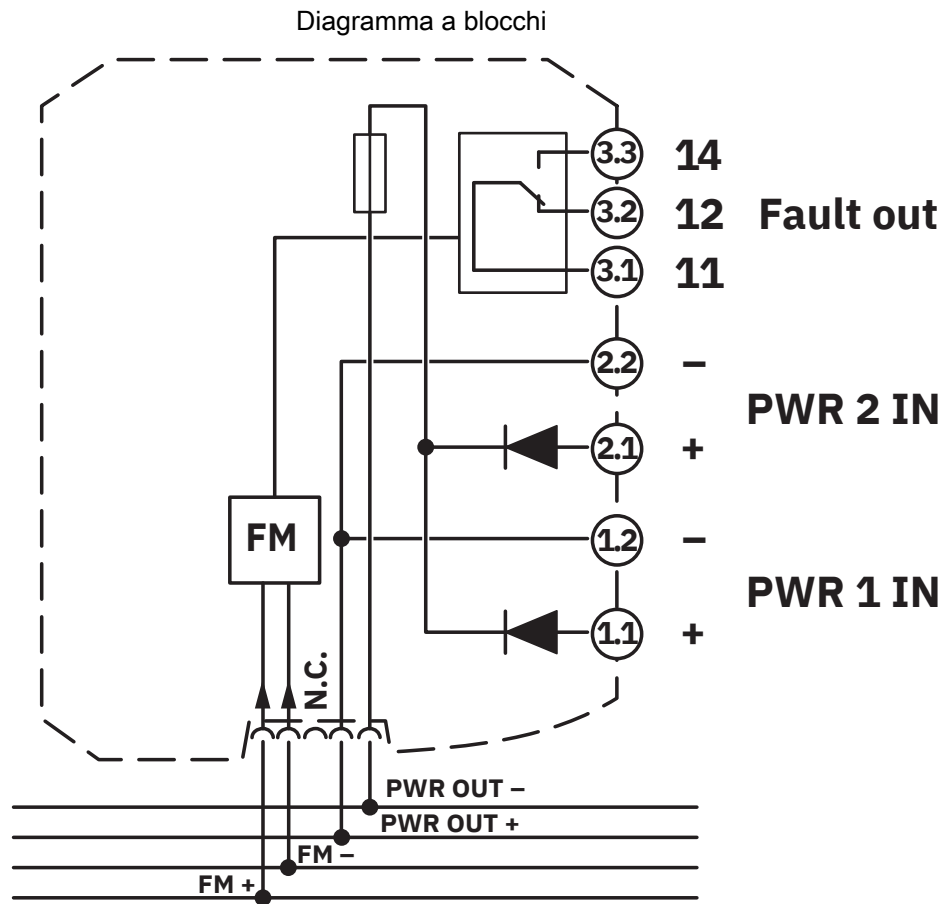 Diagramma a blocchi
3.3 14
3.2 12 Fault out
3.1 11
2.2 –
PWR 2 IN
2.1 +
FM
1.2 –
PWR 1 IN
1.1 +
N.C.
PWR OUT –
PWR OUT +
FM –
FM +